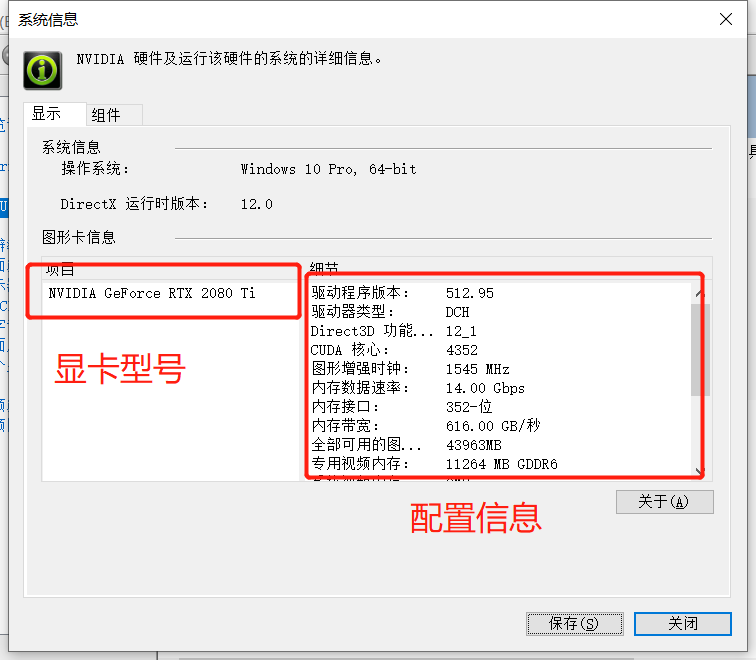 系统信息
NVIDIA 硬件及运行该硬件的系统的详细信息。
显示 组件
系统信息
操作系统: Windows 10 Pro, 64-bit
DirectX 运行时版本: 12.0
图形卡信息
项目 细节
NVIDIA GeForce RTX 2080 Ti
驱动程序版本: 512.95
驱动器类型: DCH
Direct3D 功能... 12_1
CUDA 核心: 4352
图形增强时钟: 1545 MHz
内存数据速率: 14.00 Gbps
内存接口: 352-位
内存带宽: 616.00 GB/秒
全部可用的图... 43963MB
专用视频内存: 11264 MB GDDR6
显卡型号
配置信息
关于(A)
保存(S) 关闭